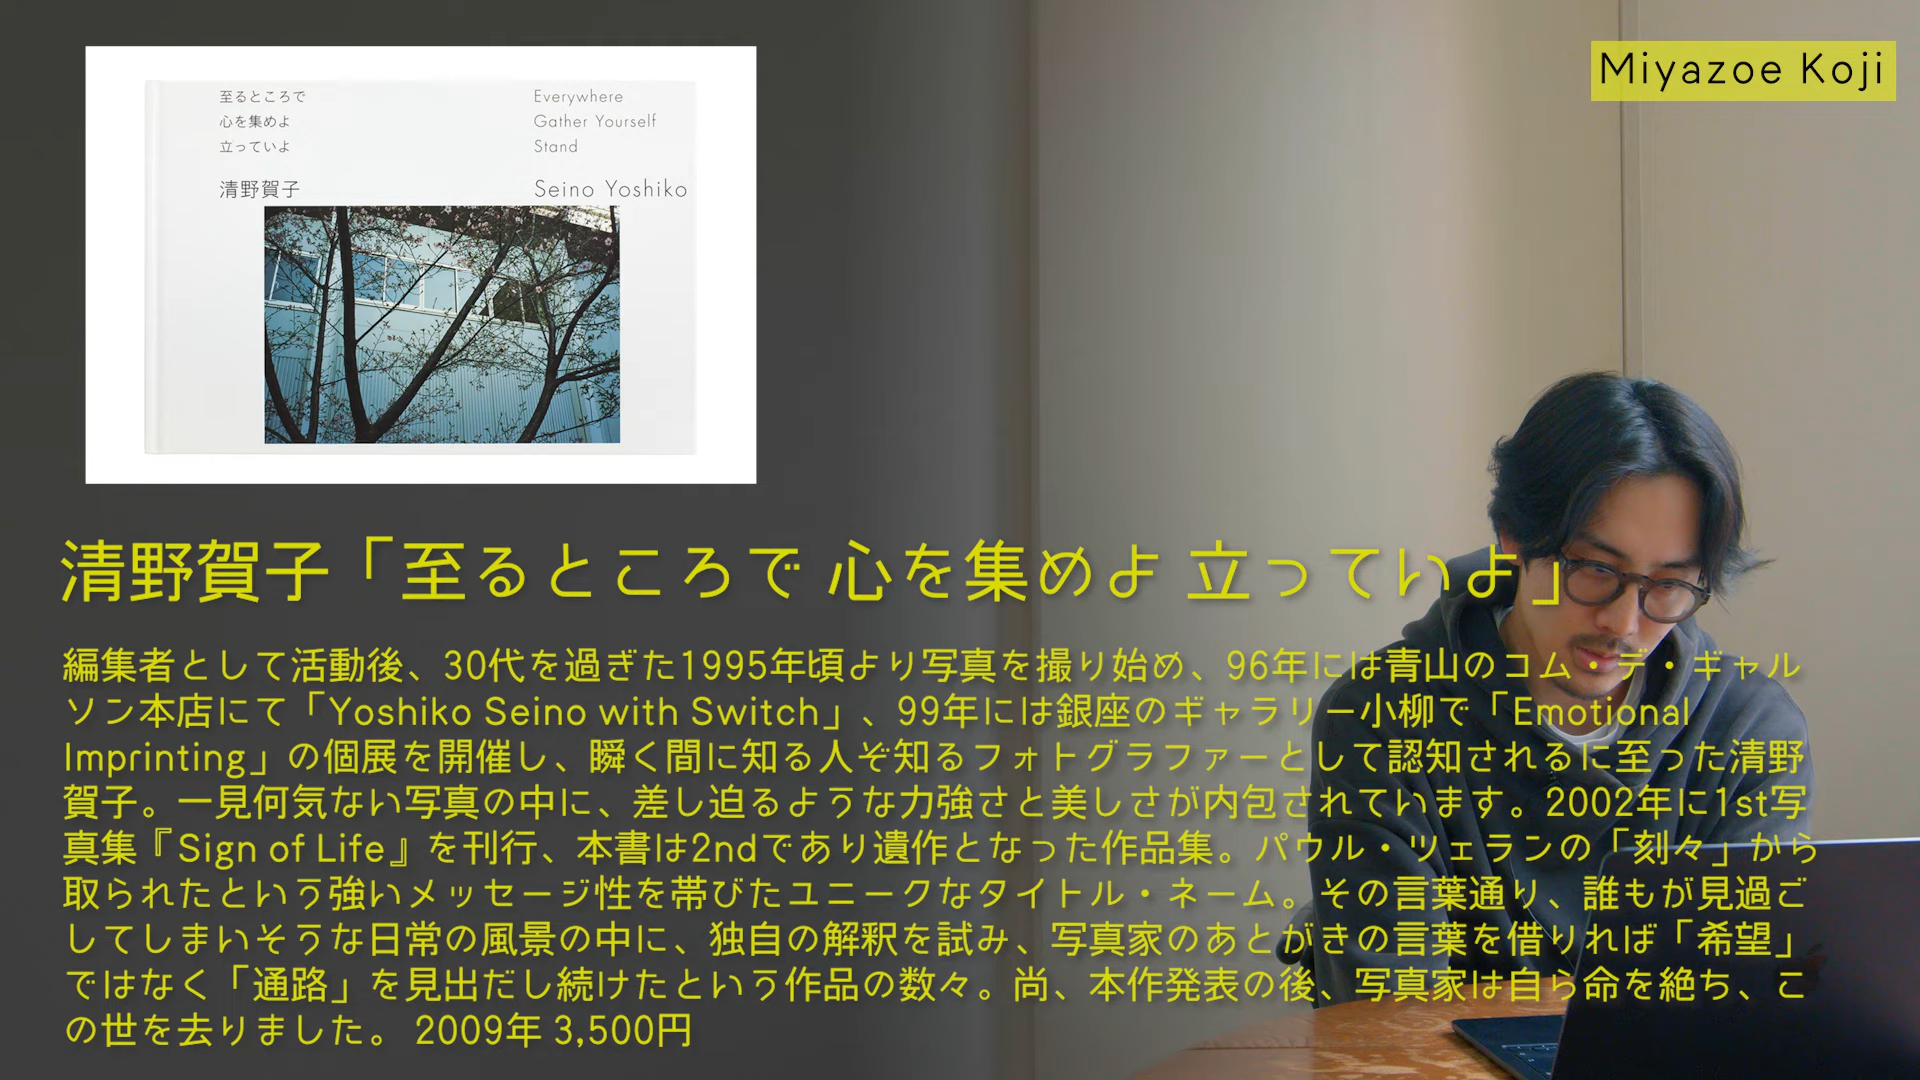 至るところで
心を集めよ
立っていよ
清野賀子
Everywhere
Gather Yourself
Stand
Seino Yoshiko
Miyazoe Koji
清野賀子「至るところで 心を集めよ 立っていよ」
編集者として活動後、30代を過ぎた1995年頃より写真を撮り始め、96年には青山のコム・デ・ギャル
ソン本店にて「Yoshiko Seino with Switch」、99年には銀座のギャラリー小柳で「Emotional
Imprinting」の個展を開催し、瞬く間に知る人ぞ知るフォトグラファーとして認知されるに至った清野
賀子。一見何気ない写真の中に、差し迫るような力強さと美しさが内包されています。2002年に1st写
真集『Sign of Life』を刊行、本書は2ndであり遺作となった作品集。パウル・ツェランの「刻々」から
取られたという強いメッセージ性を帯びたユニークなタイトル・ネーム。その言葉通り、誰もが見過ご
してしまいそうな日常の風景の中に、独自の解釈を試み、写真家のあとがきの言葉を借りれば「希望」
ではなく「通路」を見出だし続けたという作品の数々。尚、本作発表の後、写真家は自ら命を絶ち、こ
の世を去りました。 2009年 3,500円